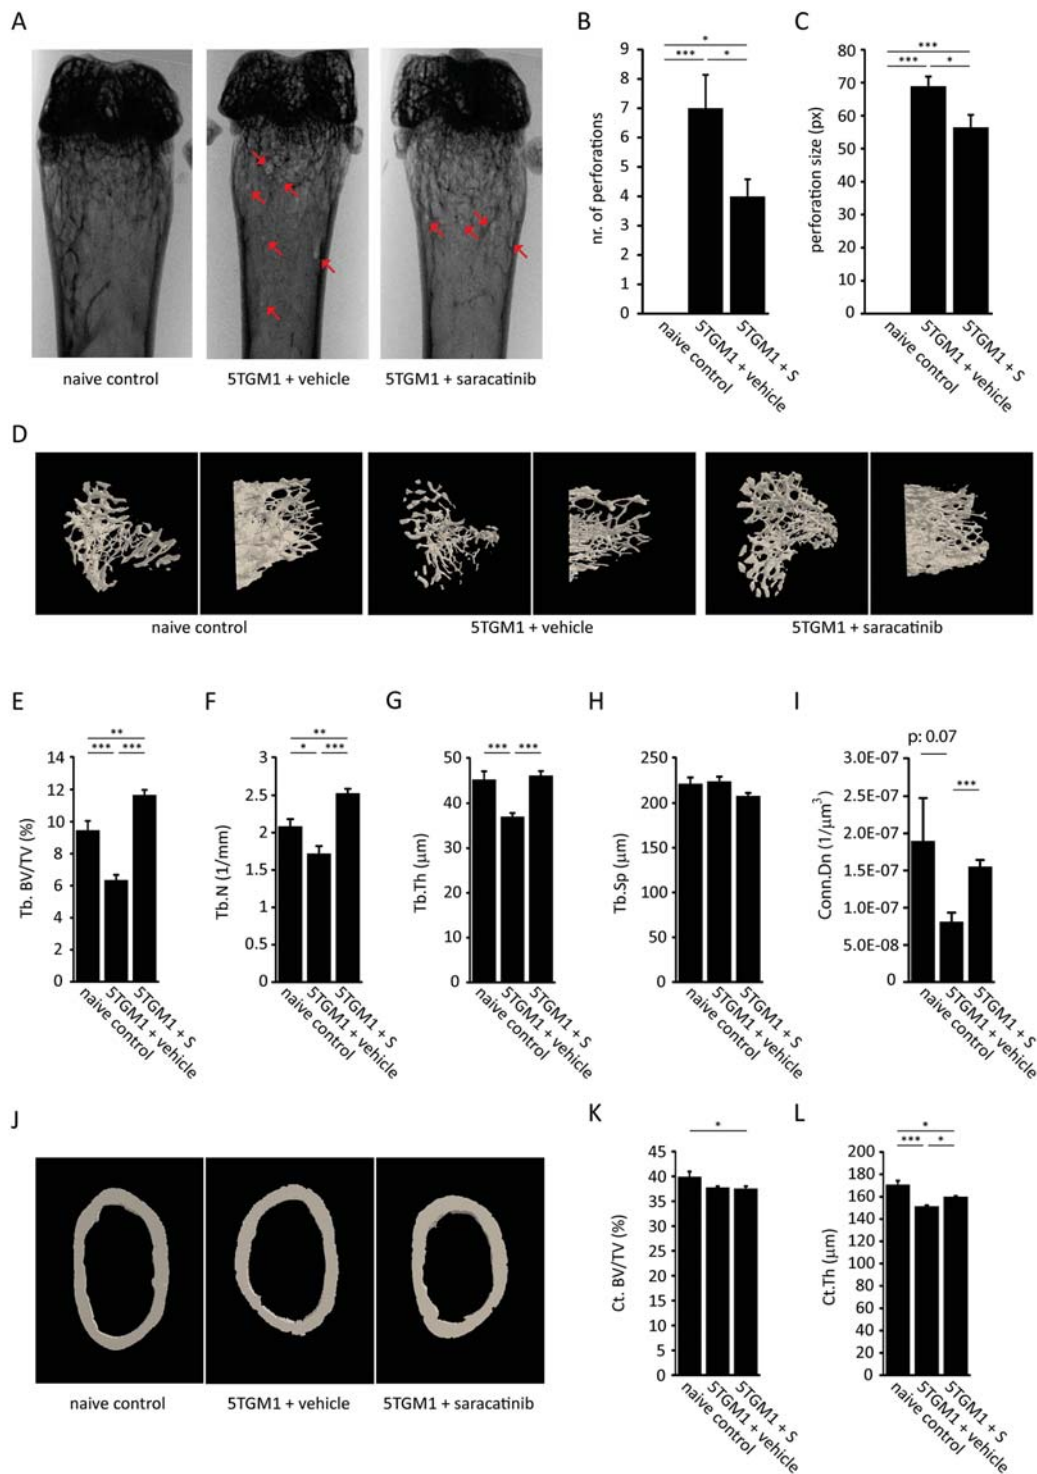 A
naive control
5TGM1 + vehicle
5TGM1 + saracatinib
B
* 
*** *
nr. of perforations
9
8
7
6
5
4
3
2
1
0
naive control
5TGM1 + vehicle
5TGM1 + S
C
***
*** *
perforation size (px)
80
70
60
50
40
30
20
10
0
naive control
5TGM1 + vehicle
5TGM1 + S
D
naive control
5TGM1 + vehicle
5TGM1 + saracatinib
E
**
*** ***
Tb. BV/TV (%)
14
12
10
8
6
4
2
0
naive control
5TGM1 + vehicle
5TGM1 + S
F
**
* ***
Tb.N (1/mm)
3
2.5
2
1.5
1
0.5
0
naive control
5TGM1 + vehicle
5TGM1 + S
G
*** ***
Tb.Th (µm)
50
40
30
20
10
0
naive control
5TGM1 + vehicle
5TGM1 + S
H
Tb.Sp (µm)
250
200
150
100
50
0
naive control
5TGM1 + vehicle
5TGM1 + S
I
p: 0.07
***
Conn.Dn (1/µm³)
3.0E-07
2.5E-07
2.0E-07
1.5E-07
1.0E-07
5.0E-08
0
naive control
5TGM1 + vehicle
5TGM1 + S
J
naive control
5TGM1 + vehicle
5TGM1 + saracatinib
K
*
Ct. BV/TV (%)
45
40
35
30
25
20
15
10
5
0
naive control
5TGM1 + vehicle
5TGM1 + S
L
*
*** *
Ct.Th (µm)
200
180
160
140
120
100
80
60
40
20
0
naive control
5TGM1 + vehicle
5TGM1 + S